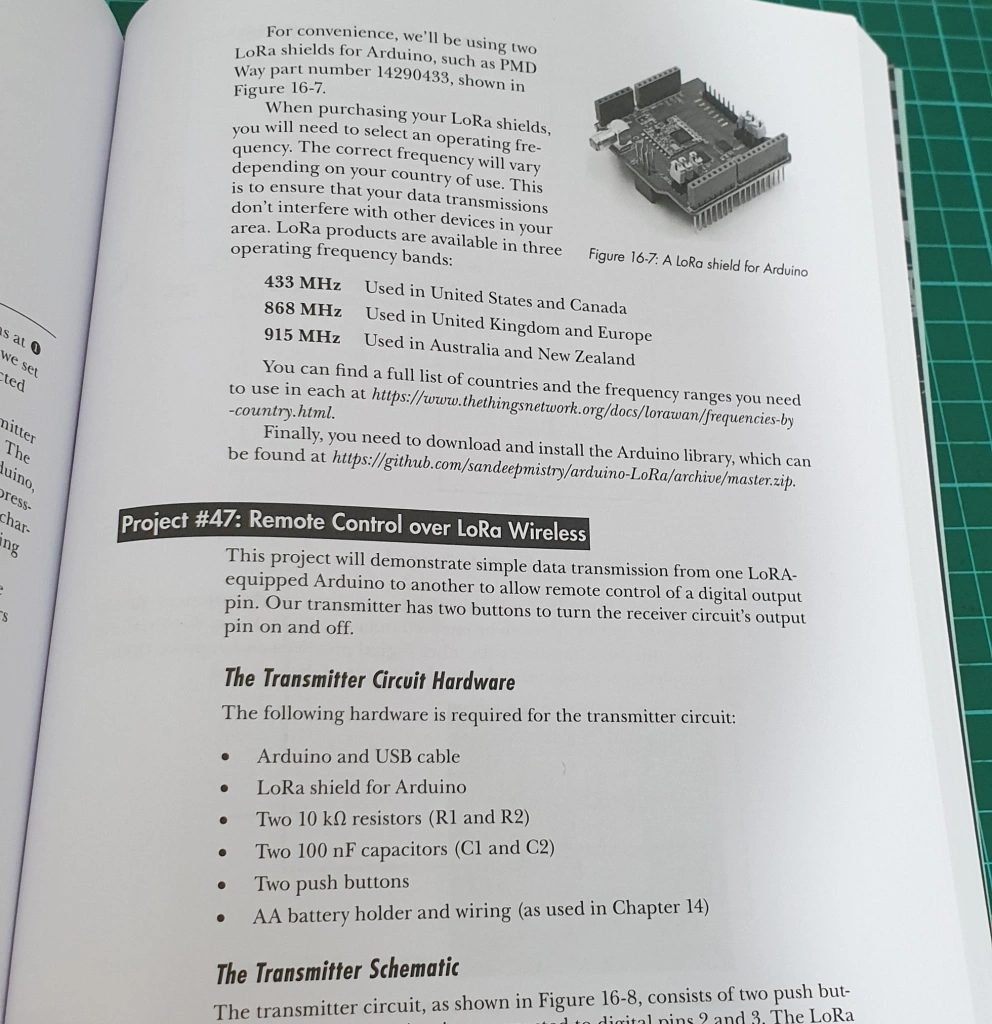 For convenience, we'll be using two
LoRa shields for Arduino, such as PMD
Way part number 14290433, shown in
Figure 16-7.
When purchasing your LoRa shields,
you will need to select an operating fre-
quency. The correct frequency will vary
depending on your country of use. This
is to ensure that your data transmissions
don't interfere with other devices in your
area. LoRa products are available in three
operating frequency bands:
Figure 16-7: A LoRa shield for Arduino
433 MHz Used in United States and Canada
868 MHz Used in United Kingdom and Europe
915 MHz Used in Australia and New Zealand
You can find a full list of countries and the frequency ranges you need
to use in each at https://www.thethingsnetwork.org/docs/lorawan/frequencies-by
-country.html.
Finally, you need to download and install the Arduino library, which can
be found at https://github.com/sandeepmistry/arduino-LoRa/archive/master.zip.
Project #47: Remote Control over LoRa Wireless
This project will demonstrate simple data transmission from one LoRA-
equipped Arduino to another to allow remote control of a digital output
pin. Our transmitter has two buttons to turn the receiver circuit's output
pin on and off.
The Transmitter Circuit Hardware
The following hardware is required for the transmitter circuit:
• Arduino and USB cable
• LoRa shield for Arduino
• Two 10 kΩ resistors (R1 and R2)
• Two 100 nF capacitors (C1 and C2)
• Two push buttons
• AA battery holder and wiring (as used in Chapter 14)
The Transmitter Schematic
The transmitter circuit, as shown in Figure 16-8, consists of two push but-
to digital pins 2 and 3. The LoRa